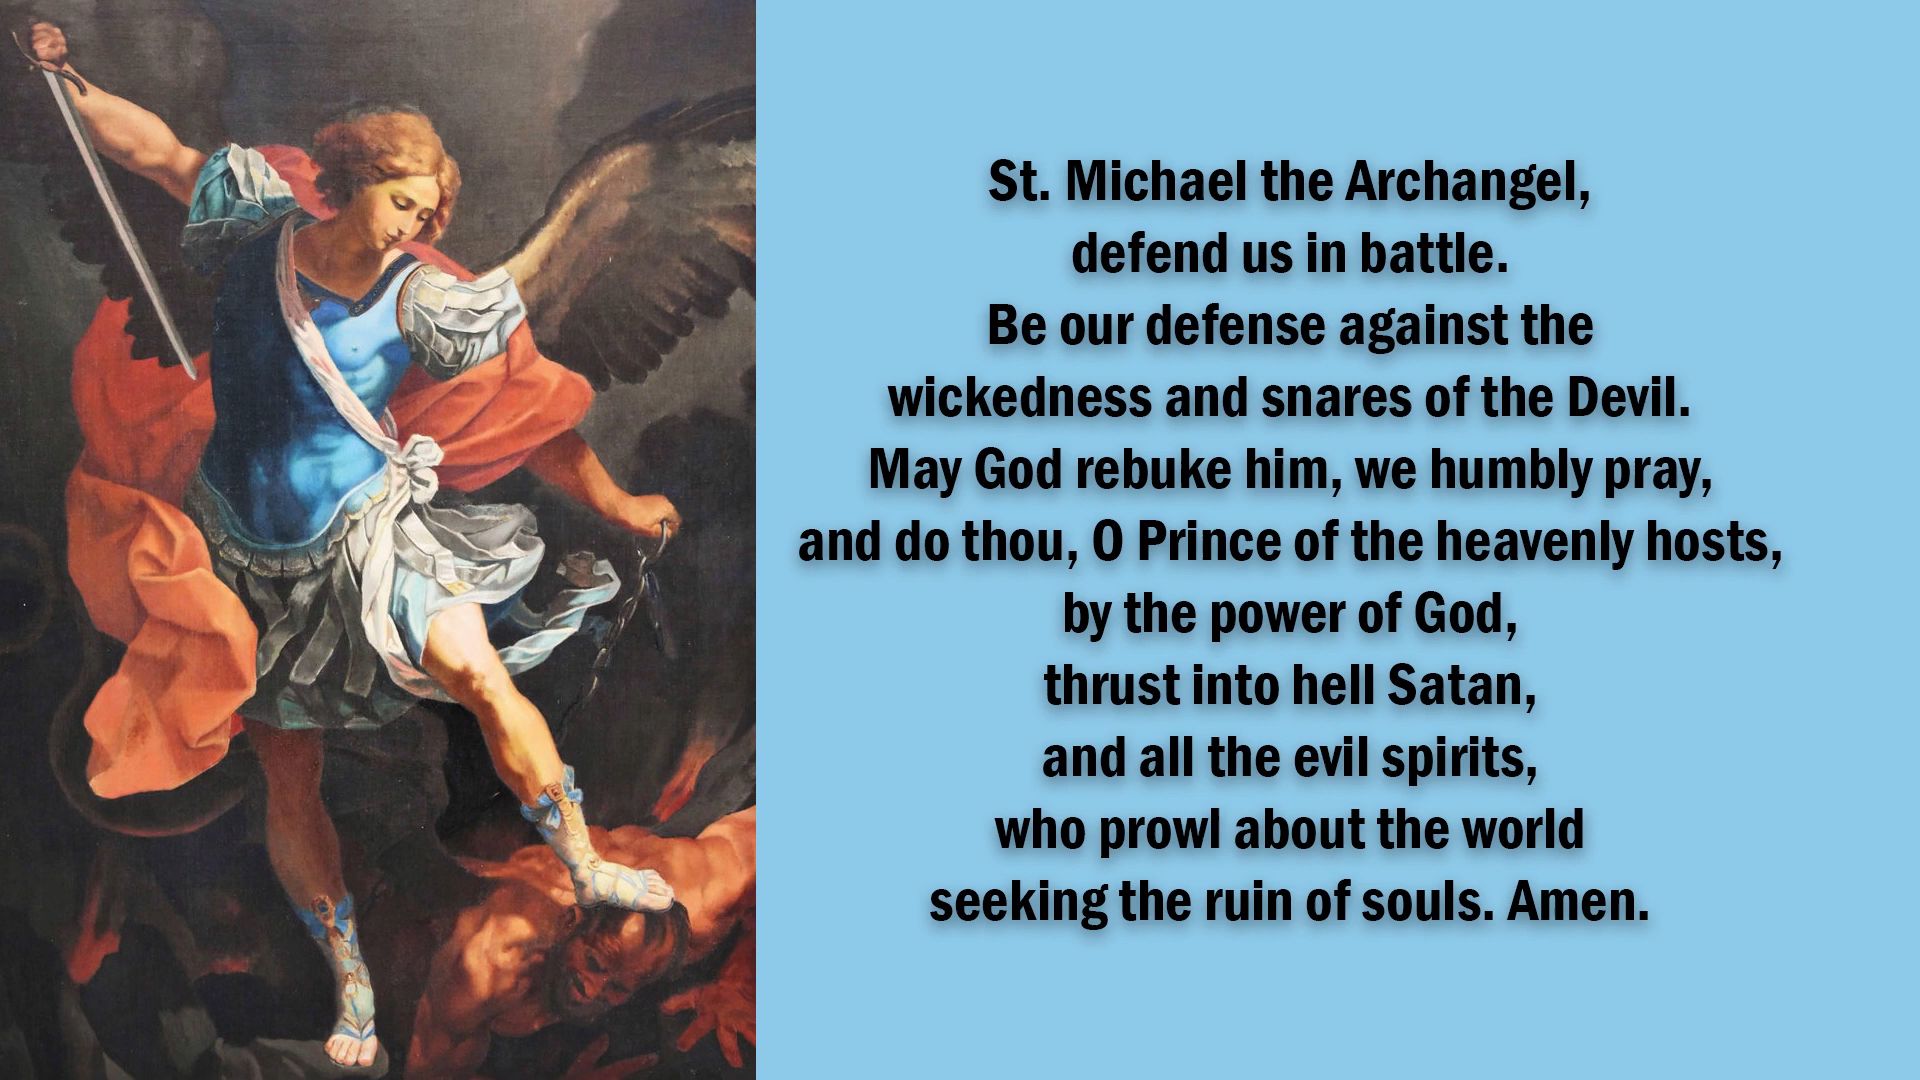 St. Michael the Archangel,
defend us in battle.
Be our defense against the
wickedness and snares of the Devil.
May God rebuke him, we humbly pray,
and do thou, O Prince of the heavenly hosts,
by the power of God,
thrust into hell Satan,
and all the evil spirits,
who prowl about the world
seeking the ruin of souls. Amen.